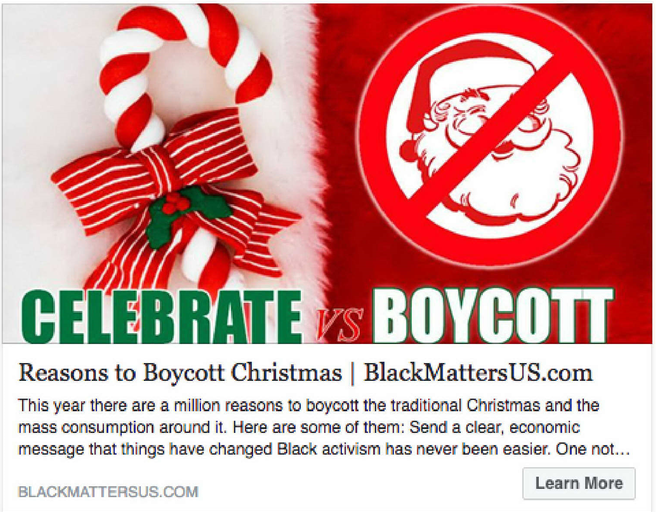 CELEBRATE VS BOYCOTT
Reasons to Boycott Christmas | BlackMattersUS.com
This year there are a million reasons to boycott the traditional Christmas and the
mass consumption around it. Here are some of them: Send a clear, economic
message that things have changed Black activism has never been easier. One not...
BLACKMATTERSUS.COM
Learn More